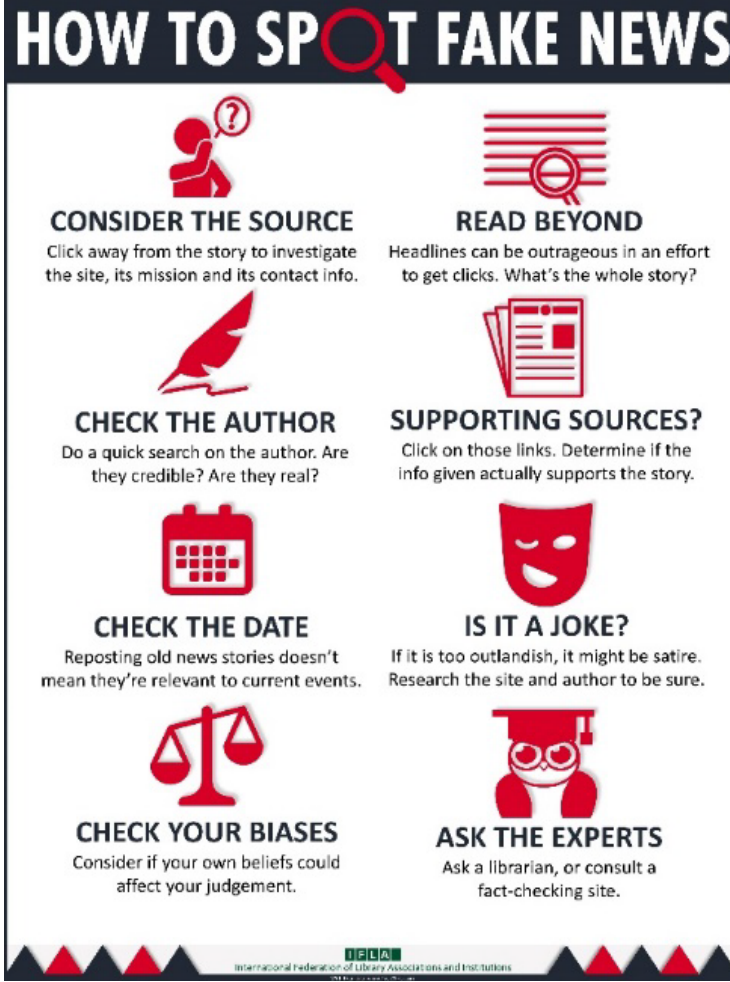 HOW TO SPOT FAKE NEWS
CONSIDER THE SOURCE
Click away from the story to investigate
the site, its mission and its contact info.
READ BEYOND
Headlines can be outrageous in an effort
to get clicks. What's the whole story?
CHECK THE AUTHOR
Do a quick search on the author. Are
they credible? Are they real?
SUPPORTING SOURCES?
Click on those links. Determine if the
info given actually supports the story.
CHECK THE DATE
Reposting old news stories doesn't
mean they're relevant to current events.
IS IT A JOKE?
If it is too outlandish, it might be satire.
Research the site and author to be sure.
CHECK YOUR BIASES
Consider if your own beliefs could
affect your judgement.
ASK THE EXPERTS
Ask a librarian, or consult a
fact-checking site.
IFLA
International Federation of Library Associations and Institutions